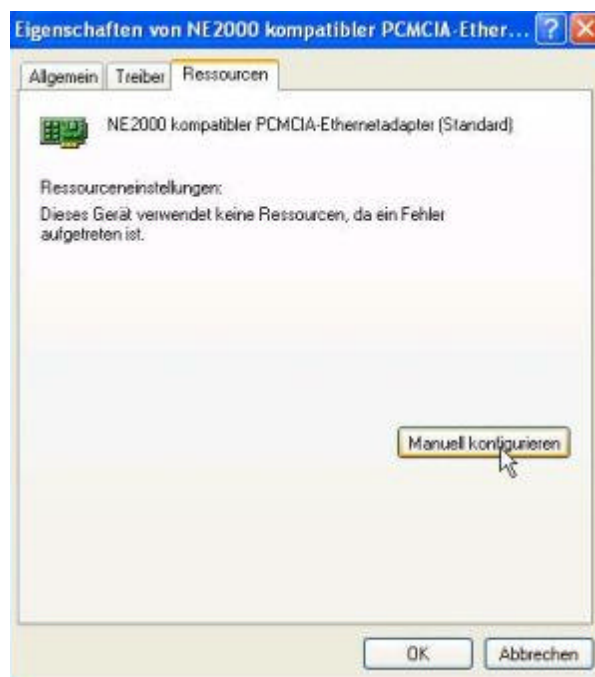 Eigenschaften von NE2000 kompatibler PCMCIA-Ether...
Allgemein Treiber Ressourcen
NE2000 kompatibler PCMCIA-Ethernetadapter (Standard)
Ressourceneinstellungen:
Dieses Gerät verwendet keine Ressourcen, da ein Fehler
aufgetreten ist.
Manuell konfigurieren
OK Abbrechen